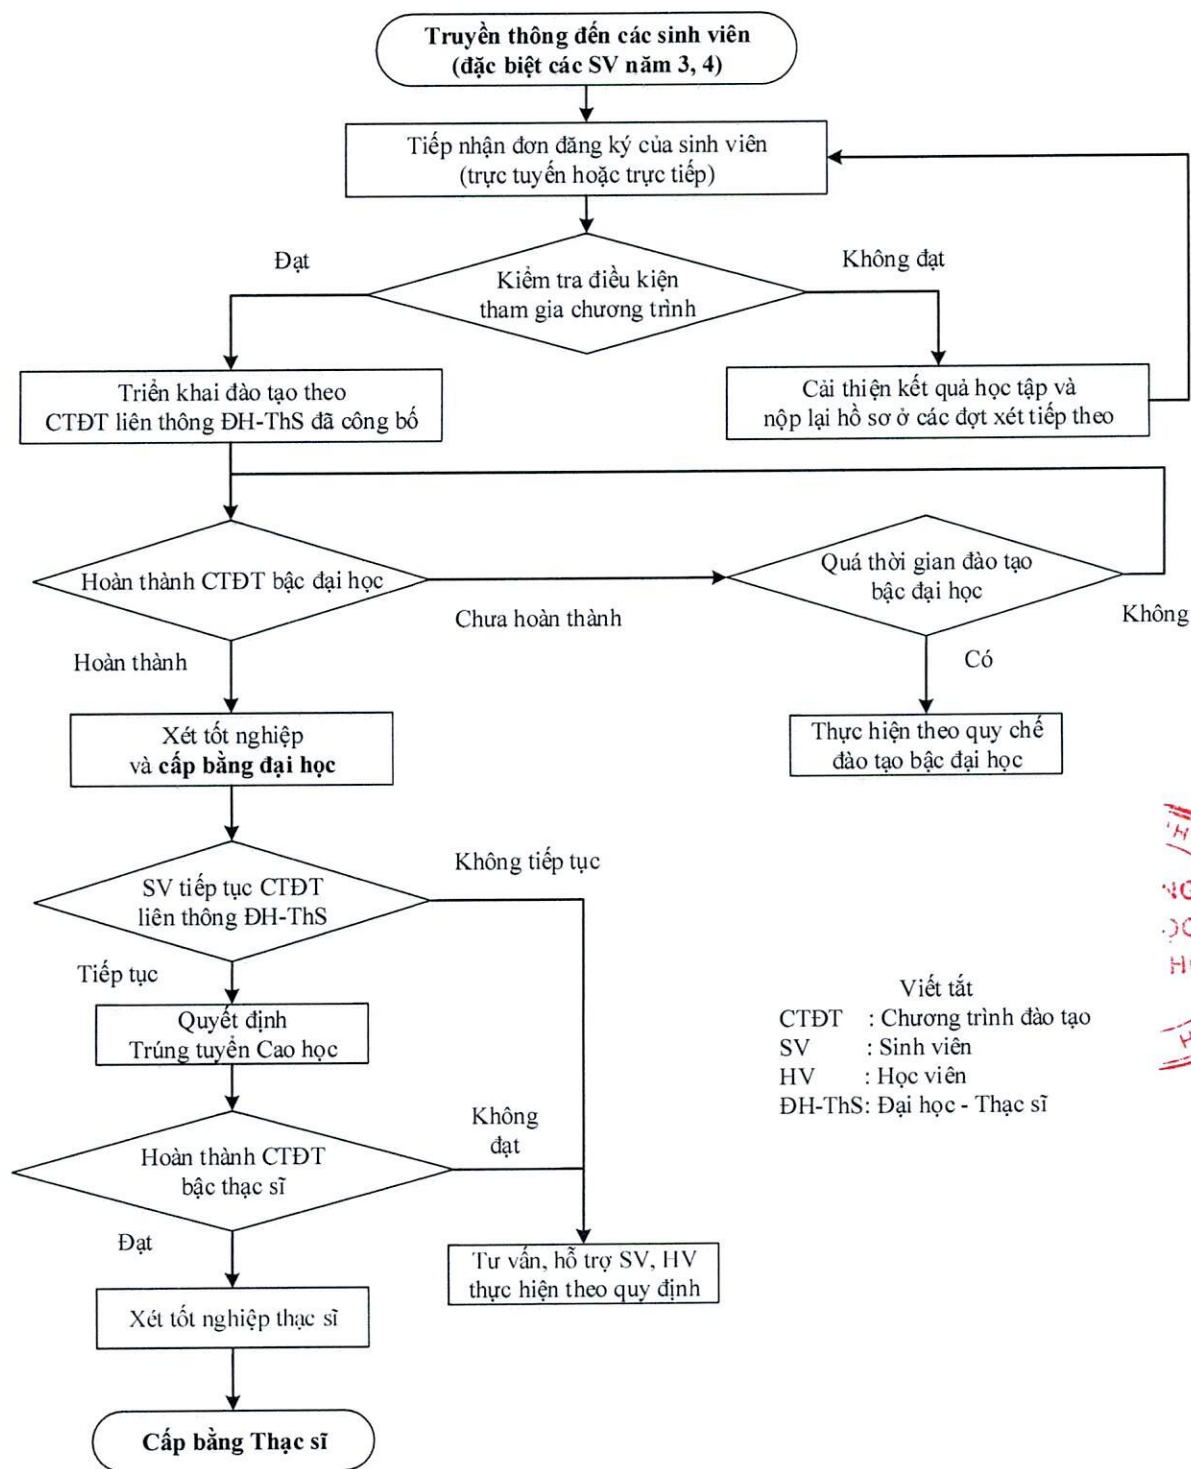 Truyền thông đến các sinh viên
(đặc biệt các SV năm 3, 4)
Tiếp nhận đơn đăng ký của sinh viên
(trực tuyến hoặc trực tiếp)
Đạt
Không đạt
Kiểm tra điều kiện
tham gia chương trình
Triển khai đào tạo theo
CTĐT liên thông ĐH-ThS đã công bố
Cải thiện kết quả học tập và
nộp lại hồ sơ ở các đợt xét tiếp theo
Hoàn thành CTĐT bậc đại học
Quá thời gian đào tạo
bậc đại học
Chưa hoàn thành
Không
Hoàn thành
Có
Xét tốt nghiệp
và cấp bằng đại học
Thực hiện theo quy chế
đào tạo bậc đại học
Không tiếp tục
SV tiếp tục CTĐT
liên thông ĐH-ThS
Tiếp tục
Quyết định
Trúng tuyển Cao học
Viết tắt
CTĐT : Chương trình đào tạo
SV : Sinh viên
HV : Học viên
ĐH-ThS: Đại học - Thạc sĩ
Không
đạt
Hoàn thành CTĐT
bậc thạc sĩ
Đạt
Tư vấn, hỗ trợ SV, HV
thực hiện theo quy định
Xét tốt nghiệp thạc sĩ
Cấp bằng Thạc sĩ